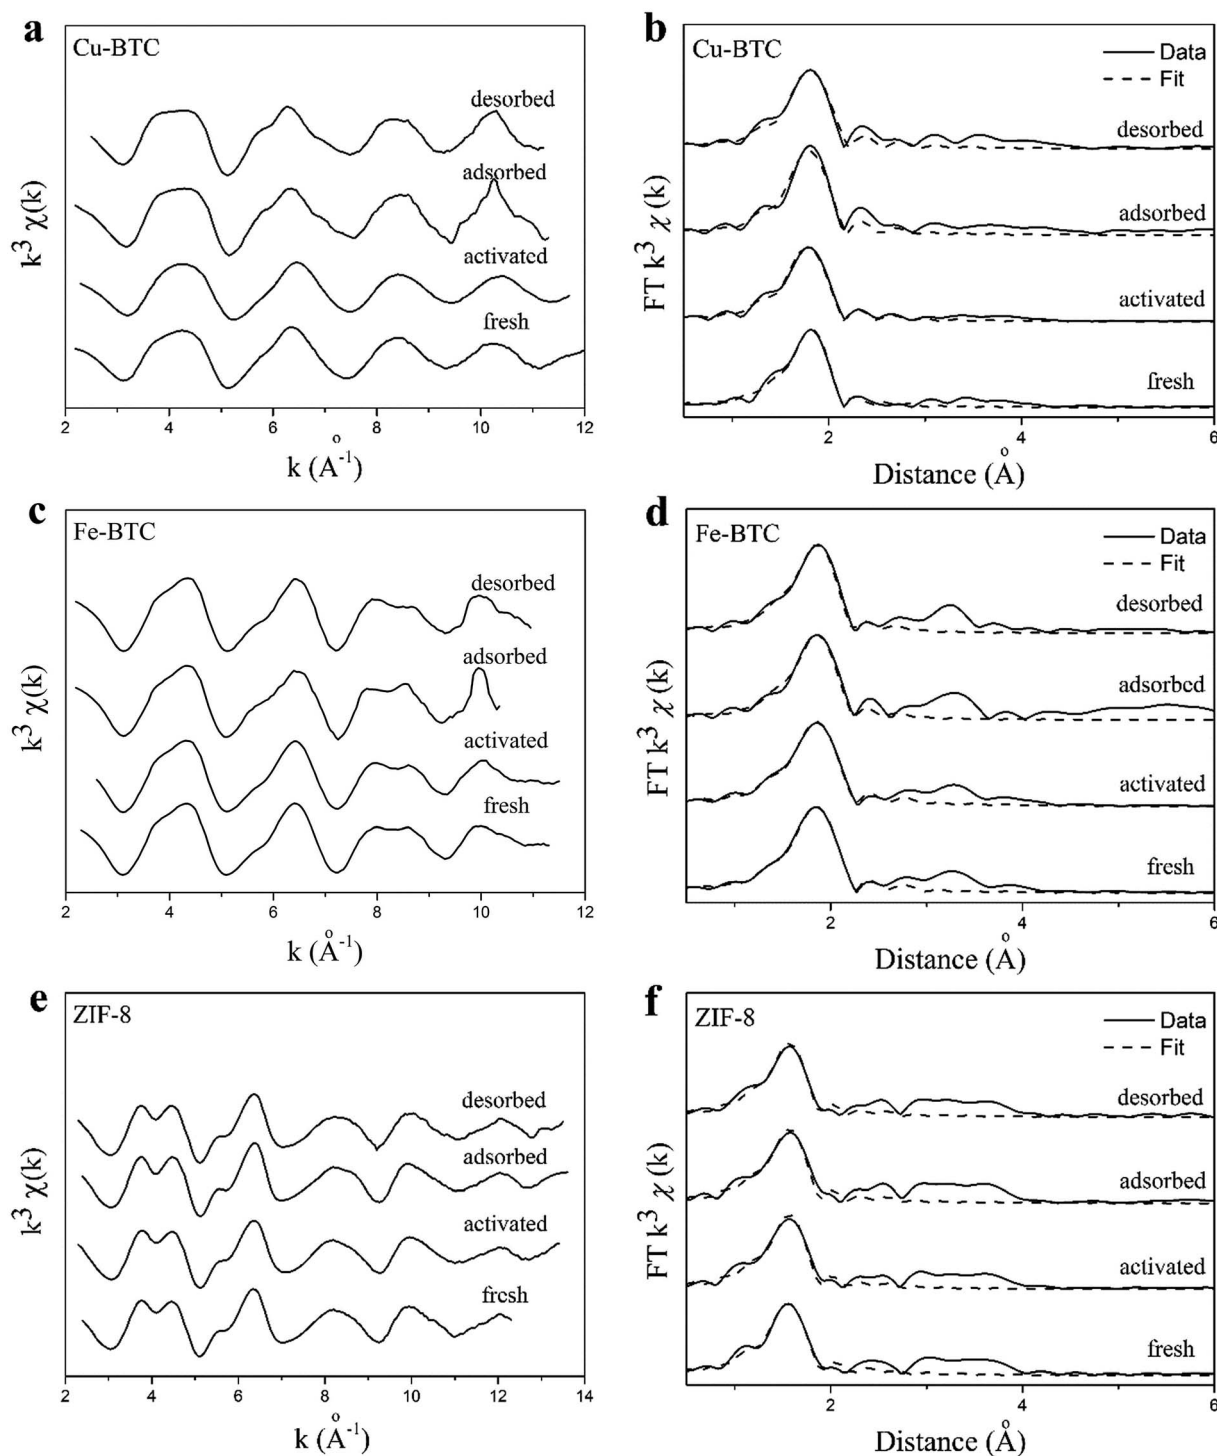 a
Cu-BTC
desorbed
adsorbed
activated
fresh
k³ χ(k)
2 4 6 8 10 12
k (Å⁻¹)
b
Cu-BTC
Data
Fit
desorbed
adsorbed
activated
fresh
FT k³ χ (k)
2 4 6
Distance (Å)
c
Fe-BTC
desorbed
adsorbed
activated
fresh
k³ χ(k)
2 4 6 8 10 12
k (Å⁻¹)
d
Fe-BTC
Data
Fit
desorbed
adsorbed
activated
fresh
FT k³ χ (k)
2 4 6
Distance (Å)
e
ZIF-8
desorbed
adsorbed
activated
fresh
k³ χ(k)
2 4 6 8 10 12 14
k (Å⁻¹)
f
ZIF-8
Data
Fit
desorbed
adsorbed
activated
fresh
FT k³ χ (k)
2 4 6
Distance (Å)